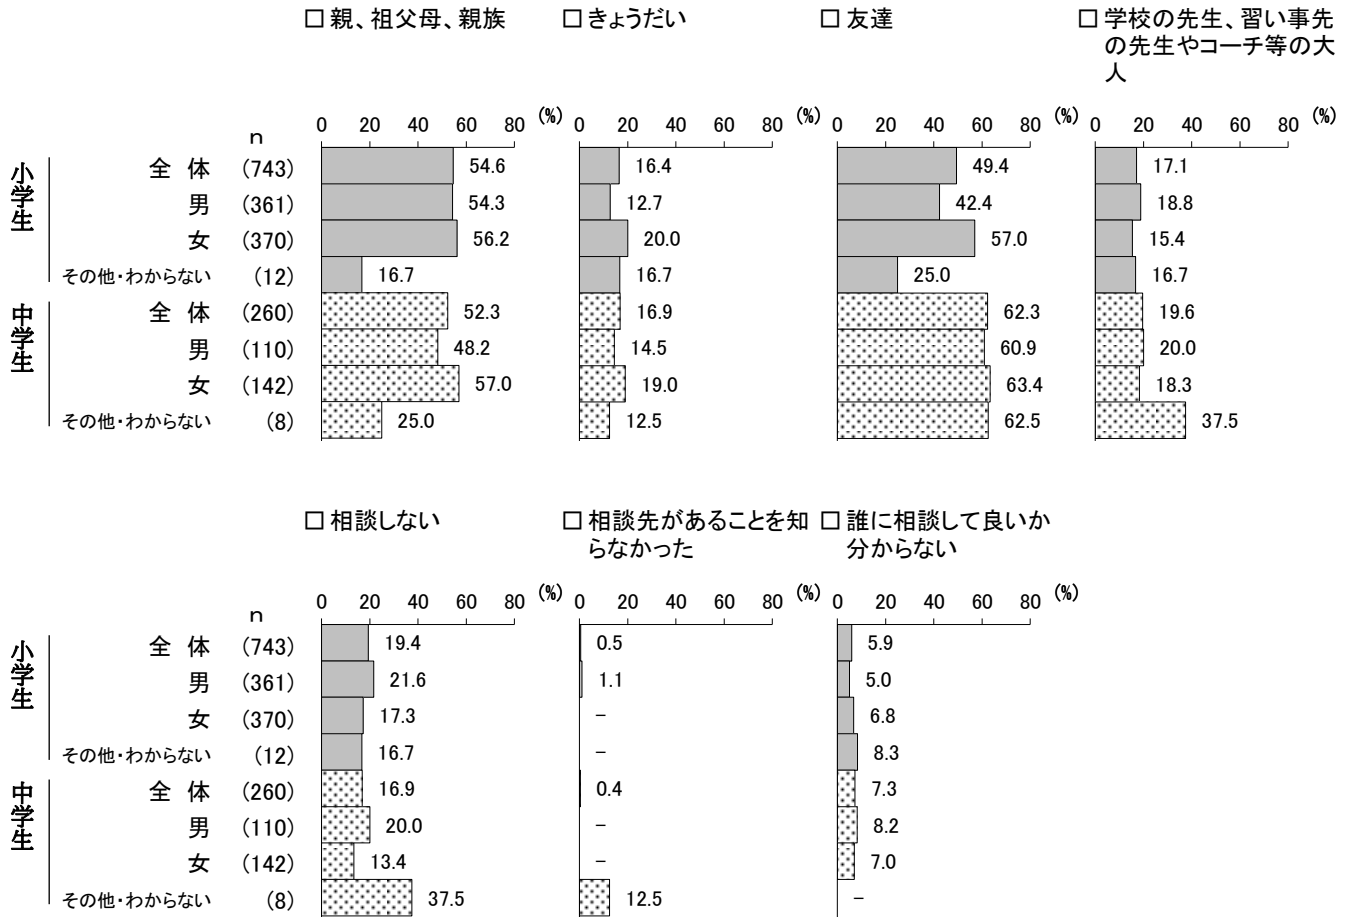 □ 親、祖父母、親族 □ きょうだい □ 友達 □ 学校の先生、習い事先
の先生やコーチ等の大
人
n 0 20 40 60 80 (%) 0 20 40 60 80 (%) 0 20 40 60 80 (%) 0 20 40 60 80 (%)
小学生
全 体 (743) 54.6 16.4 49.4 17.1
男 (361) 54.3 12.7 42.4 18.8
女 (370) 56.2 20.0 57.0 15.4
その他・わからない (12) 16.7 16.7 25.0 16.7
中学生
全 体 (260) 52.3 16.9 62.3 19.6
男 (110) 48.2 14.5 60.9 20.0
女 (142) 57.0 19.0 63.4 18.3
その他・わからない (8) 25.0 12.5 62.5 37.5
□ 相談しない □ 相談先があることを知 □ 誰に相談して良いか
らなかった 分からない
n 0 20 40 60 80 (%) 0 20 40 60 80 (%) 0 20 40 60 80 (%)
小学生
全 体 (743) 19.4 0.5 5.9
男 (361) 21.6 1.1 5.0
女 (370) 17.3 − 6.8
その他・わからない (12) 16.7 − 8.3
中学生
全 体 (260) 16.9 0.4 7.3
男 (110) 20.0 − 8.2
女 (142) 13.4 − 7.0
その他・わからない (8) 37.5 12.5 −